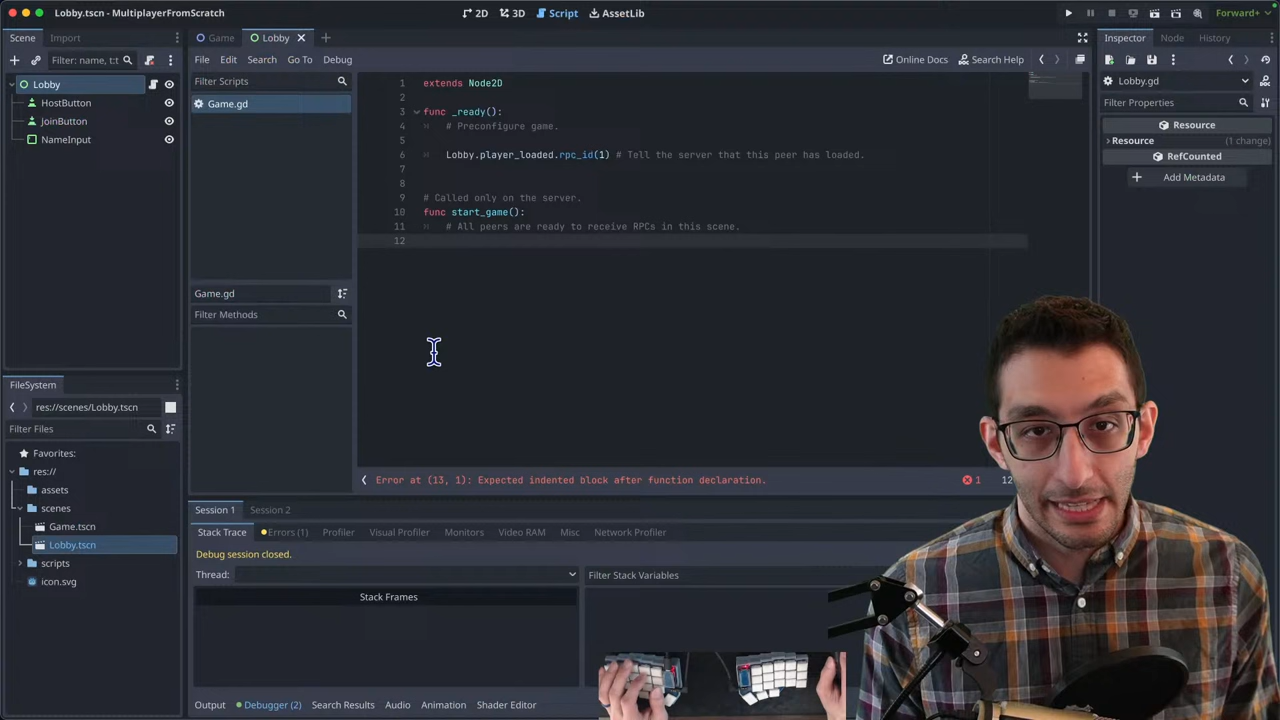 Lobby.tscn - MultiplayerFromScratch
2D
3D
Script
AssetLib
Forward+
Scene
Import
Game
Lobby
Inspector
Node
History
Filter: name, t:t
File
Edit
Search
Go To
Debug
Online Docs
Search Help
Lobby
HostButton
JoinButton
NameInput
Filter Scripts
Game.gd
Game.gd
Filter Methods
1 extends Node2D
2
3 func _ready():
4 # Preconfigure game.
5
6 Lobby.player_loaded.rpc_id(1) # Tell the server that this peer has loaded.
7
8
9 # Called only on the server.
10 func start_game():
11 # All peers are ready to receive RPCs in this scene.
12
Error at (13, 1): Expected indented block after function declaration.
1
12
Lobby.gd
Filter Properties
Resource
Resource (1 change)
RefCounted
Add Metadata
FileSystem
res://scenes/Lobby.tscn
Filter Files
Favorites:
res://
assets
scenes
Game.tscn
Lobby.tscn
scripts
icon.svg
Session 1
Session 2
Stack Trace
Errors (1)
Profiler
Visual Profiler
Monitors
Video RAM
Misc
Network Profiler
Debug session closed.
Thread:
Filter Stack Variables
Stack Frames
Output
Debugger (2)
Search Results
Audio
Animation
Shader Editor